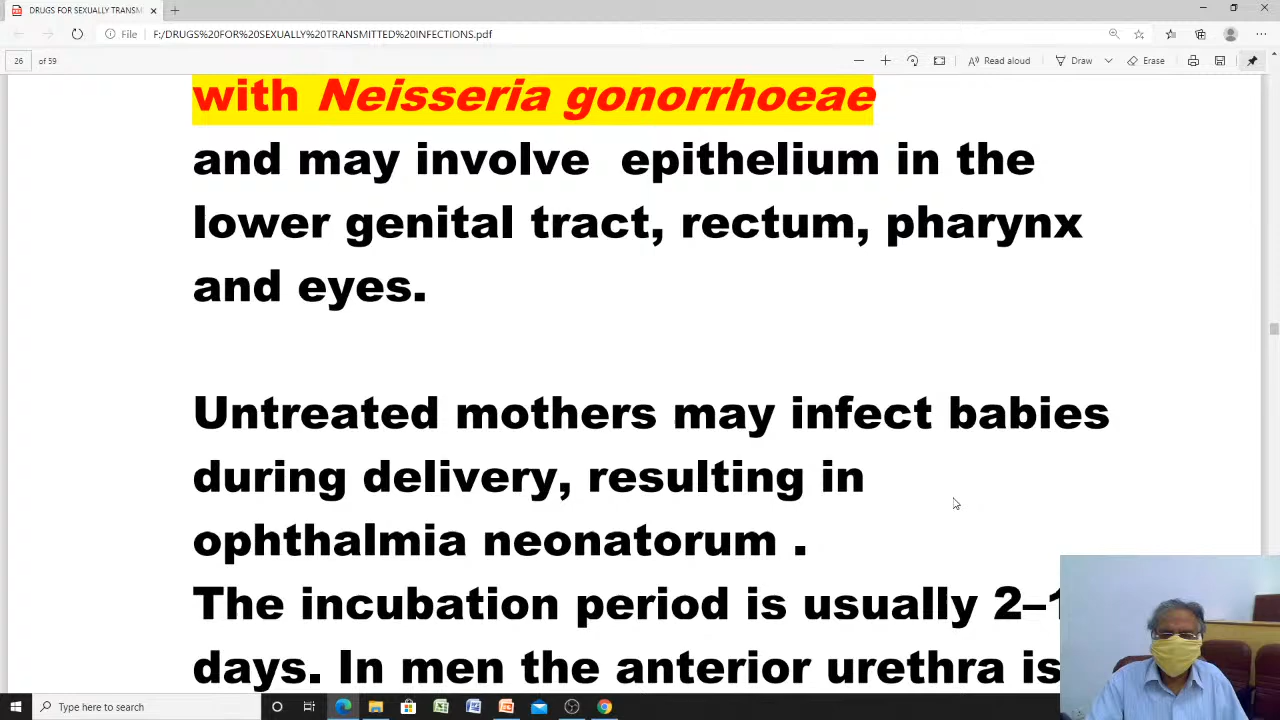 DRUGS FOR SEXUALLY TRANSM
File F:/DRUGS%20FOR%20SEXUALLY%20TRANSMITTED%20INFECTIONS.pdf
26 of 59 Read aloud Draw Erase
with Neisseria gonorrhoeae
and may involve epithelium in the
lower genital tract, rectum, pharynx
and eyes.
Untreated mothers may infect babies
during delivery, resulting in
ophthalmia neonatorum .
The incubation period is usually 2–1
days. In men the anterior urethra is
Type here to search